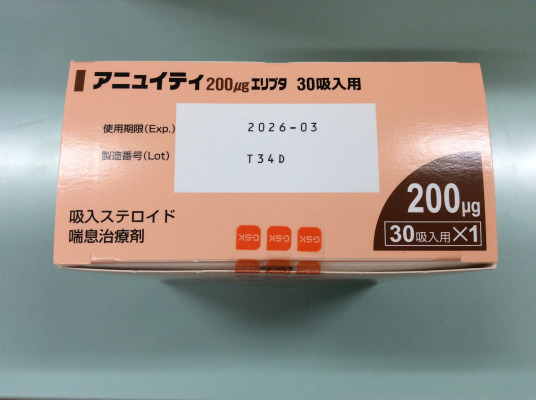 アニュイティ 200μg エリプタ 30吸入用
使用期限(Exp.) 2026-03
製造番号(Lot) T34D
200μg
30吸入用×1
吸入ステロイド
喘息治療剤
GSK GSK GSK